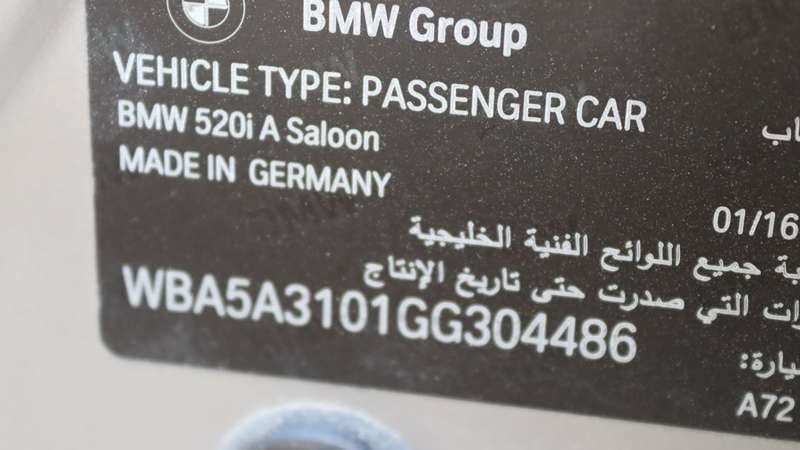 BMW Group
VEHICLE TYPE: PASSENGER CAR
BMW 520i A Saloon
MADE IN GERMANY
01/16
جميع اللوائح الفنية الخليجية
التي صدرت حتى تاريخ الإنتاج
WBA5A3101GG304486
A72